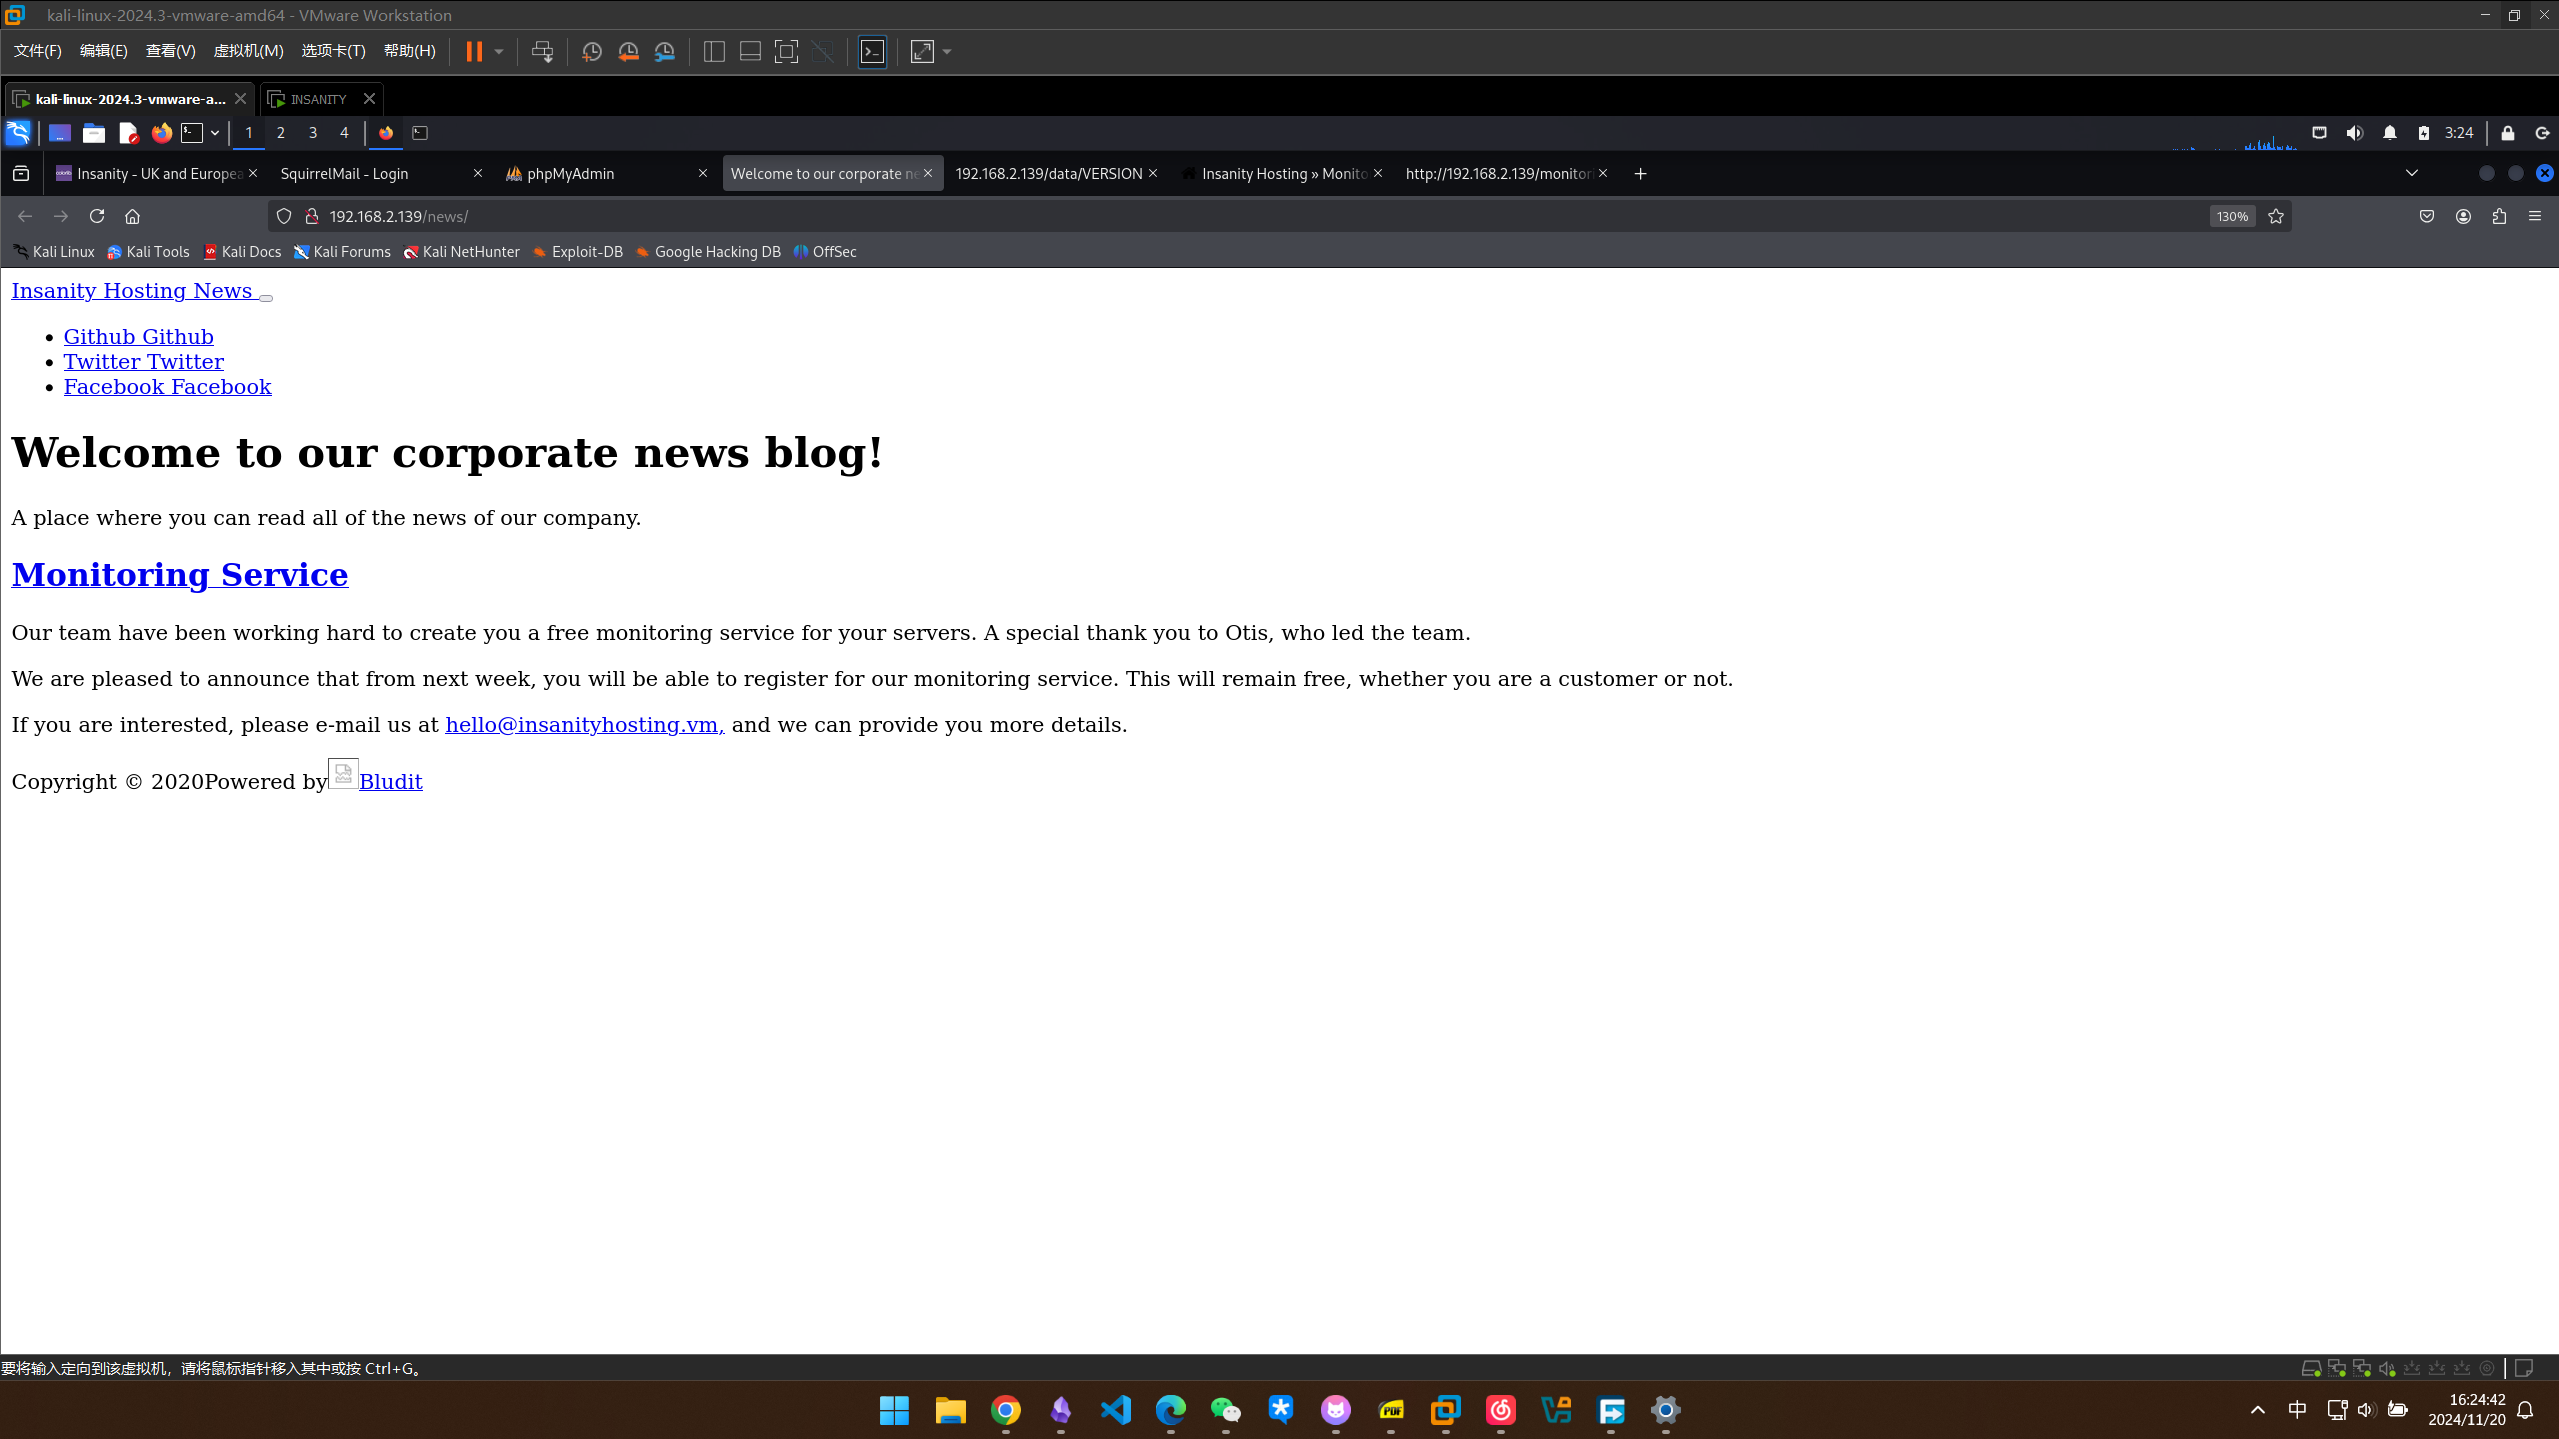 kali-linux-2024.3-vmware-amd64 - VMware Workstation
文件(F) 编辑(E) 查看(V) 虚拟机(M) 选项卡(T) 帮助(H)
kali-linux-2024.3-vmware-a... INSANITY
1 2 3 4 3:24
Insanity - UK and Europea SquirrelMail - Login phpMyAdmin Welcome to our corporate ne 192.168.2.139/data/VERSION Insanity Hosting » Monito http://192.168.2.139/monitor
192.168.2.139/news/ 130%
Kali Linux Kali Tools Kali Docs Kali Forums Kali NetHunter Exploit-DB Google Hacking DB OffSec
Insanity Hosting News
Github Github
Twitter Twitter
Facebook Facebook
Welcome to our corporate news blog!
A place where you can read all of the news of our company.
Monitoring Service
Our team have been working hard to create you a free monitoring service for your servers. A special thank you to Otis, who led the team.
We are pleased to announce that from next week, you will be able to register for our monitoring service. This will remain free, whether you are a customer or not.
If you are interested, please e-mail us at hello@insanityhosting.vm, and we can provide you more details.
Copyright © 2020Powered by Bludit
要将输入定向到该虚拟机，请将鼠标指针移入其中或按 Ctrl+G。
PDF
中
16:24:42
2024/11/20